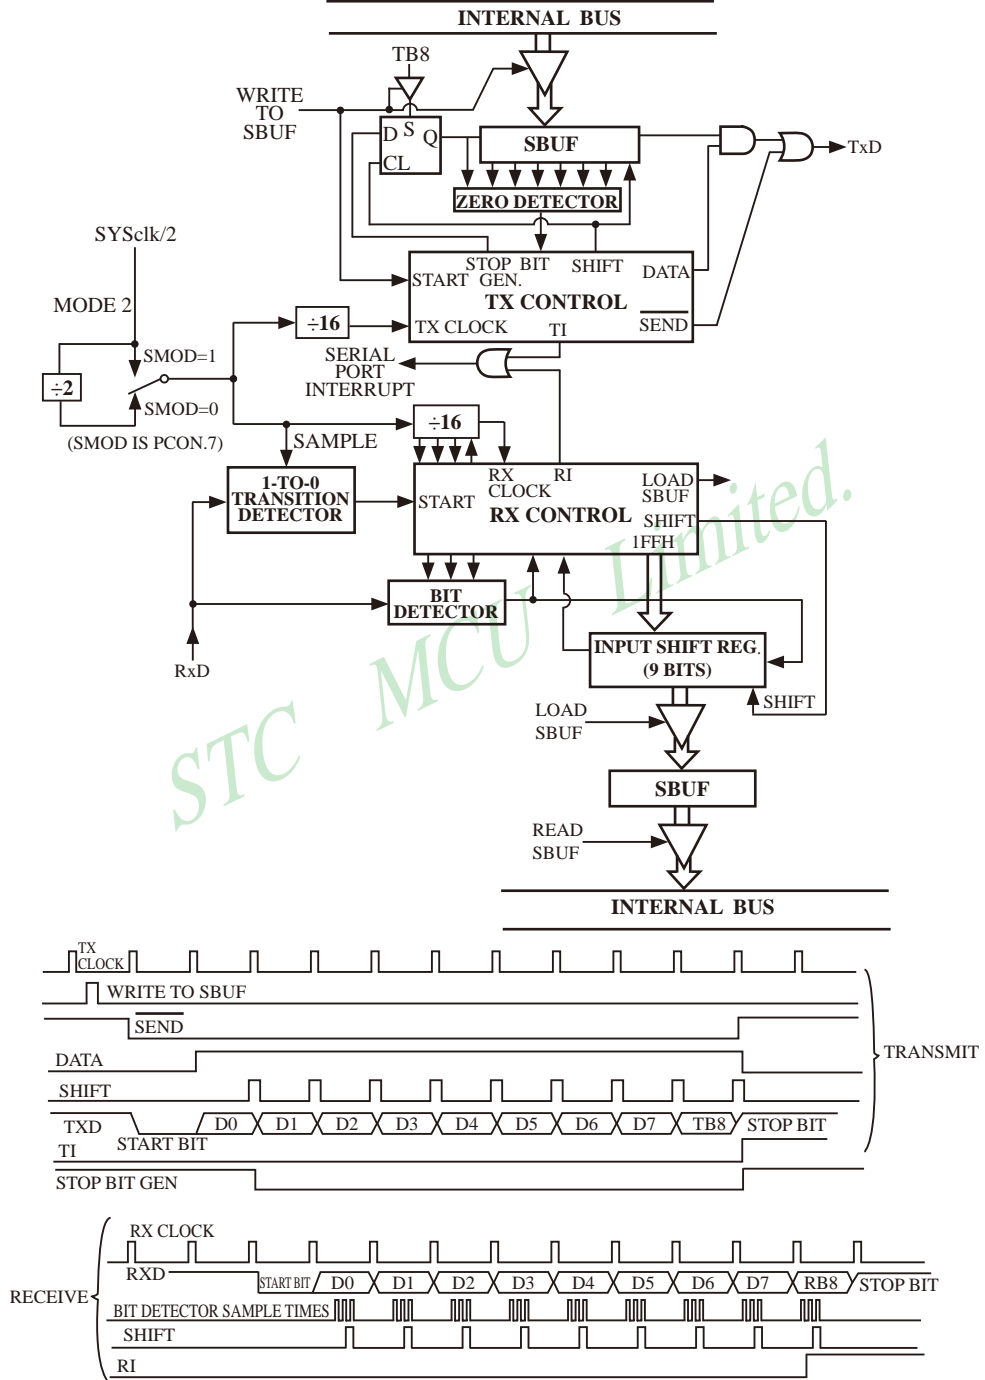 INTERNAL BUS
TB8
WRITE
TO
SBUF
D S Q
CL
SBUF
TxD
ZERO DETECTOR
SYSclk/2
STOP BIT
GEN.
SHIFT
DATA
START
TX CONTROL
MODE 2
÷16
TX CLOCK
TI
SEND
SERIAL
PORT
INTERRUPT
SMOD=1
÷2
SMOD=0
(SMOD IS PCON.7)
SAMPLE
÷16
1-TO-0
TRANSITION
DETECTOR
START
RX
CLOCK
RI
LOAD
SBUF
RX CONTROL
SHIFT
1FFH
BIT
DETECTOR
RxD
INPUT SHIFT REG.
(9 BITS)
SHIFT
LOAD
SBUF
SBUF
READ
SBUF
INTERNAL BUS
STC MCU Limited.
TX
CLOCK
WRITE TO SBUF
SEND
DATA
TRANSMIT
SHIFT
TXD
START BIT
D0 D1 D2 D3 D4 D5 D6 D7 TB8 STOP BIT
TI
STOP BIT GEN
RX CLOCK
RXD
START BIT D0 D1 D2 D3 D4 D5 D6 D7 RB8 STOP BIT
RECEIVE
BIT DETECTOR SAMPLE TIMES
SHIFT
RI